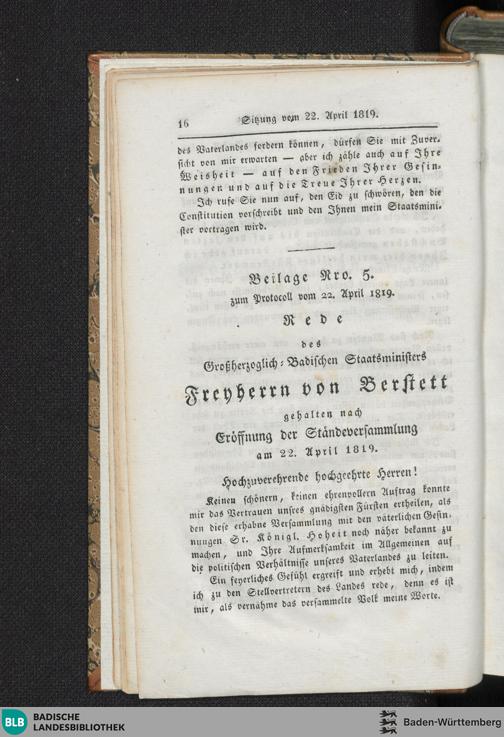 16
Sitzung vom 22. April 1819.
des Vaterlandes fordern können, dürfen Sie mit Zuver-
sicht von mir erwarten — aber ich zähle auch auf Ihre
Weisheit — auf den Frieden Ihrer Gesin-
nungen und auf die Treue Ihrer Herzen.
Ich rufe Sie nun auf, den Eid zu schwören, den die
Constitution vorschreibt und den Ihnen mein Staatsmini-
ster vortragen wird.
Beilage Nro. 5.
zum Protocoll vom 22. April 1819.
Rede
des
Großherzoglich-Badischen Staatsministers
Freyherrn von Berstett
gehalten nach
Eröffnung der Ständeversammlung
am 22. April 1819.
Hochzuverehrende hochgeehrte Herren!
Keinen schönern, keinen ehrenvollern Auftrag konnte
mir das Vertrauen unsres gnädigsten Fürsten ertheilen, als
den diese erhabne Versammlung mit den väterlichen Gesin-
nungen Sr. Königl. Hoheit noch näher bekannt zu
machen, und Ihre Aufmerksamkeit im Allgemeinen auf
die politischen Verhältnisse unseres Vaterlandes zu leiten.
Ein feyerliches Gefühl ergreift und erhebt mich, indem
ich zu den Stellvertretern des Landes rede, denn es ist
mir, als vernahme das versammelte Volk meine Worte.
BLB
BADISCHE
LANDESBIBLIOTHEK
Baden-Württemberg